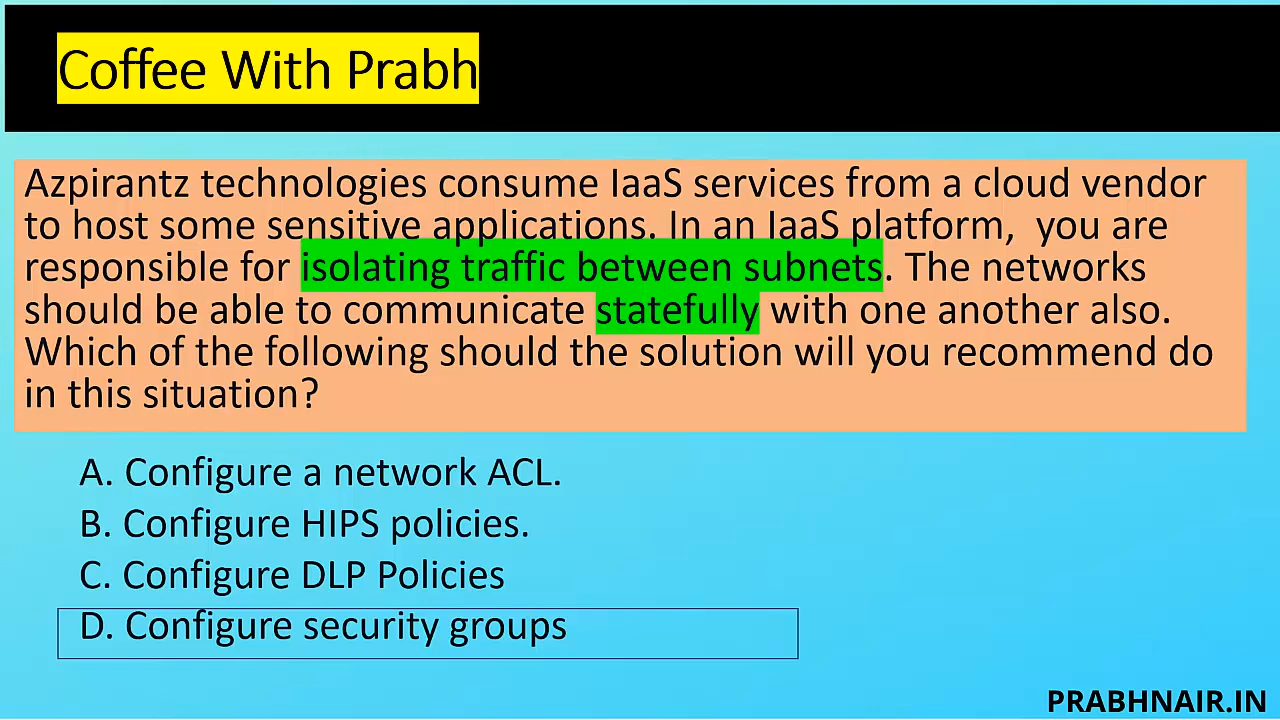 Coffee With Prabh
Azpirantz technologies consume IaaS services from a cloud vendor
to host some sensitive applications. In an IaaS platform,  you are
responsible for isolating traffic between subnets. The networks
should be able to communicate statefully with one another also.
Which of the following should the solution will you recommend do
in this situation?
A. Configure a network ACL.
B. Configure HIPS policies.
C. Configure DLP Policies
D. Configure security groups
PRABHNAIR.IN